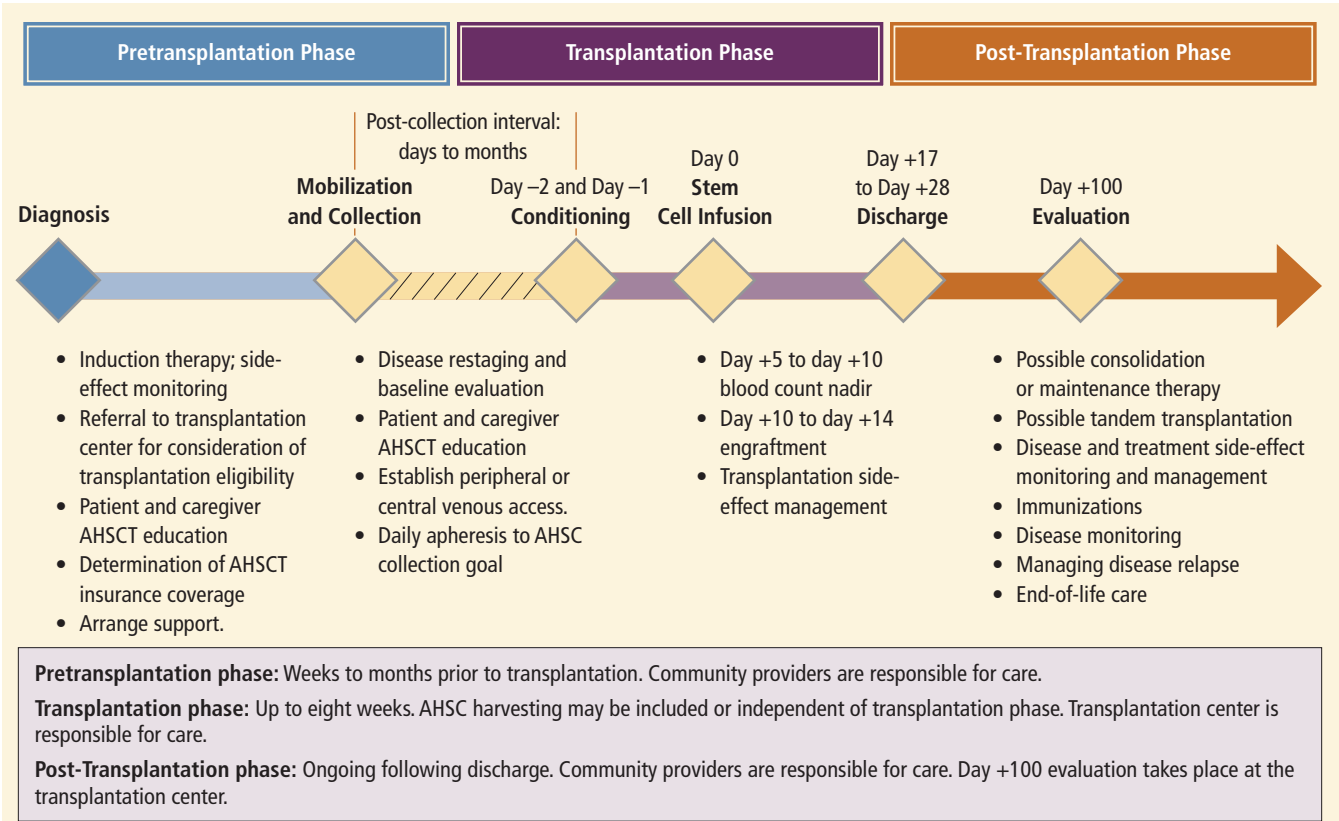 Pretransplantation Phase
Transplantation Phase
Post-Transplantation Phase
Post-collection interval:
days to months
Diagnosis
Mobilization
and Collection
Day –2 and Day –1
Conditioning
Day 0
Stem
Cell Infusion
Day +17
to Day +28
Discharge
Day +100
Evaluation
• Induction therapy; side-
effect monitoring
• Referral to transplantation
center for consideration of
transplantation eligibility
• Patient and caregiver
AHSCT education
• Determination of AHSCT
insurance coverage
• Arrange support.
• Disease restaging and
baseline evaluation
• Patient and caregiver
AHSCT education
• Establish peripheral or
central venous access.
• Daily apheresis to AHSC
collection goal
• Day +5 to day +10
blood count nadir
• Day +10 to day +14
engraftment
• Transplantation side-
effect management
• Possible consolidation
or maintenance therapy
• Possible tandem transplantation
• Disease and treatment side-effect
monitoring and management
• Immunizations
• Disease monitoring
• Managing disease relapse
• End-of-life care
Pretransplantation phase: Weeks to months prior to transplantation. Community providers are responsible for care.
Transplantation phase: Up to eight weeks. AHSC harvesting may be included or independent of transplantation phase. Transplantation center is
responsible for care.
Post-Transplantation phase: Ongoing following discharge. Community providers are responsible for care. Day +100 evaluation takes place at the
transplantation center.